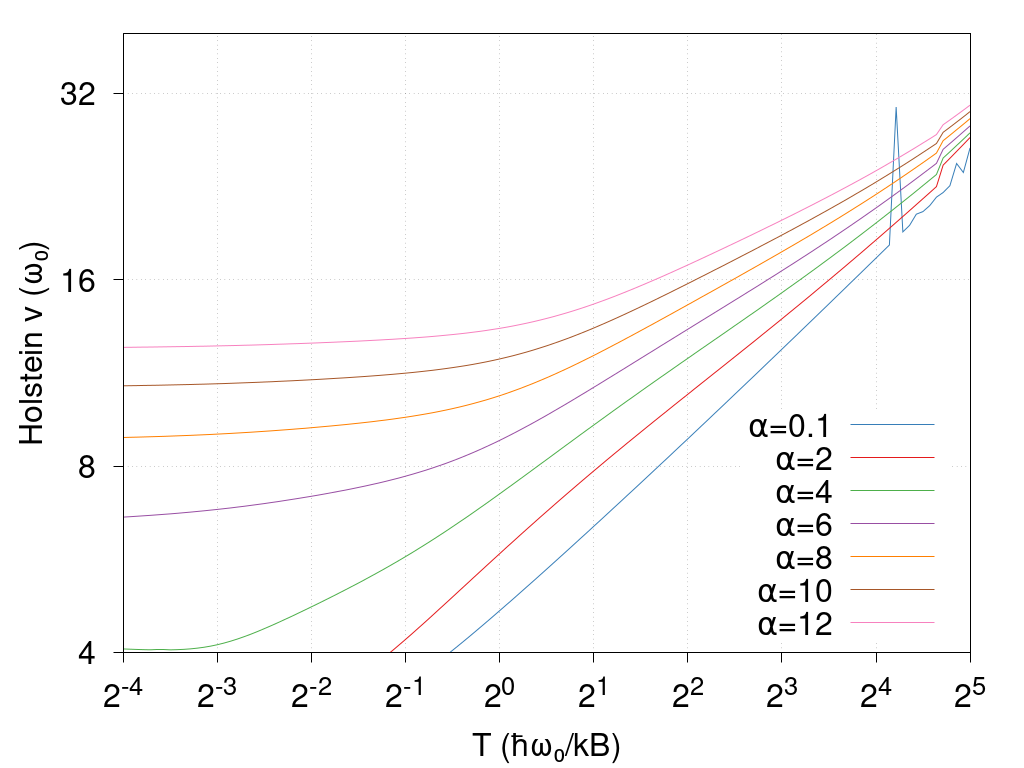 32
16
8
4
Holstein v (ω₀)
α=0.1
α=2
α=4
α=6
α=8
α=10
α=12
2⁻⁴ 2⁻³ 2⁻² 2⁻¹ 2⁰ 2¹ 2² 2³ 2⁴ 2⁵
T (ħω₀/kB)